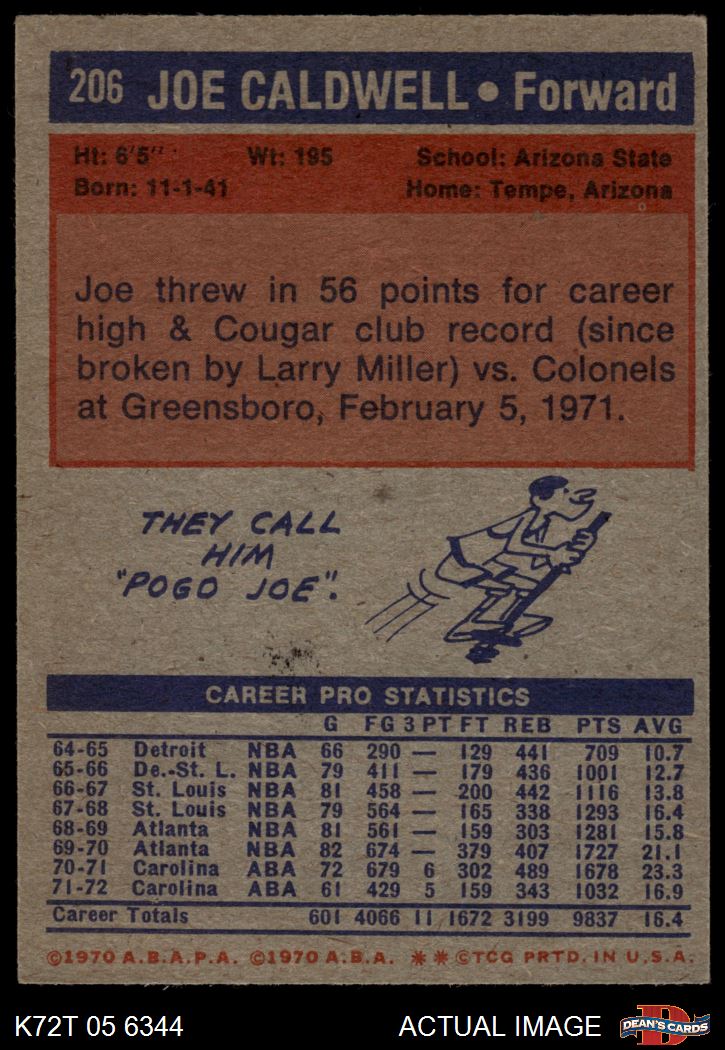 206 JOE CALDWELL • Forward
Ht: 6'5" Wt: 195 School: Arizona State
Born: 11-1-41 Home: Tempe, Arizona
Joe threw in 56 points for career
high & Cougar club record (since
broken by Larry Miller) vs. Colonels
at Greensboro, February 5, 1971.
THEY CALL
HIM
"POGO JOE".
CAREER PRO STATISTICS
G FG 3 PT FT REB PTS AVG
64-65 Detroit NBA 66 290 — 129 441 709 10.7
65-66 De.-St. L. NBA 79 411 — 179 436 1001 12.7
66-67 St. Louis NBA 81 458 — 200 442 1116 13.8
67-68 St. Louis NBA 79 564 — 165 338 1293 16.4
68-69 Atlanta NBA 81 561 — 159 303 1281 15.8
69-70 Atlanta NBA 82 674 — 379 407 1727 21.1
70-71 Carolina ABA 72 679 6 302 489 1678 23.3
71-72 Carolina ABA 61 429 5 159 343 1032 16.9
Career Totals 601 4066 11 1672 3199 9837 16.4
©1970 A.B.A.P.A. ©1970 A.B.A. ** ©TCG PRTD. IN U.S.A.
K72T 05 6344 ACTUAL IMAGE DEAN'S CARDS